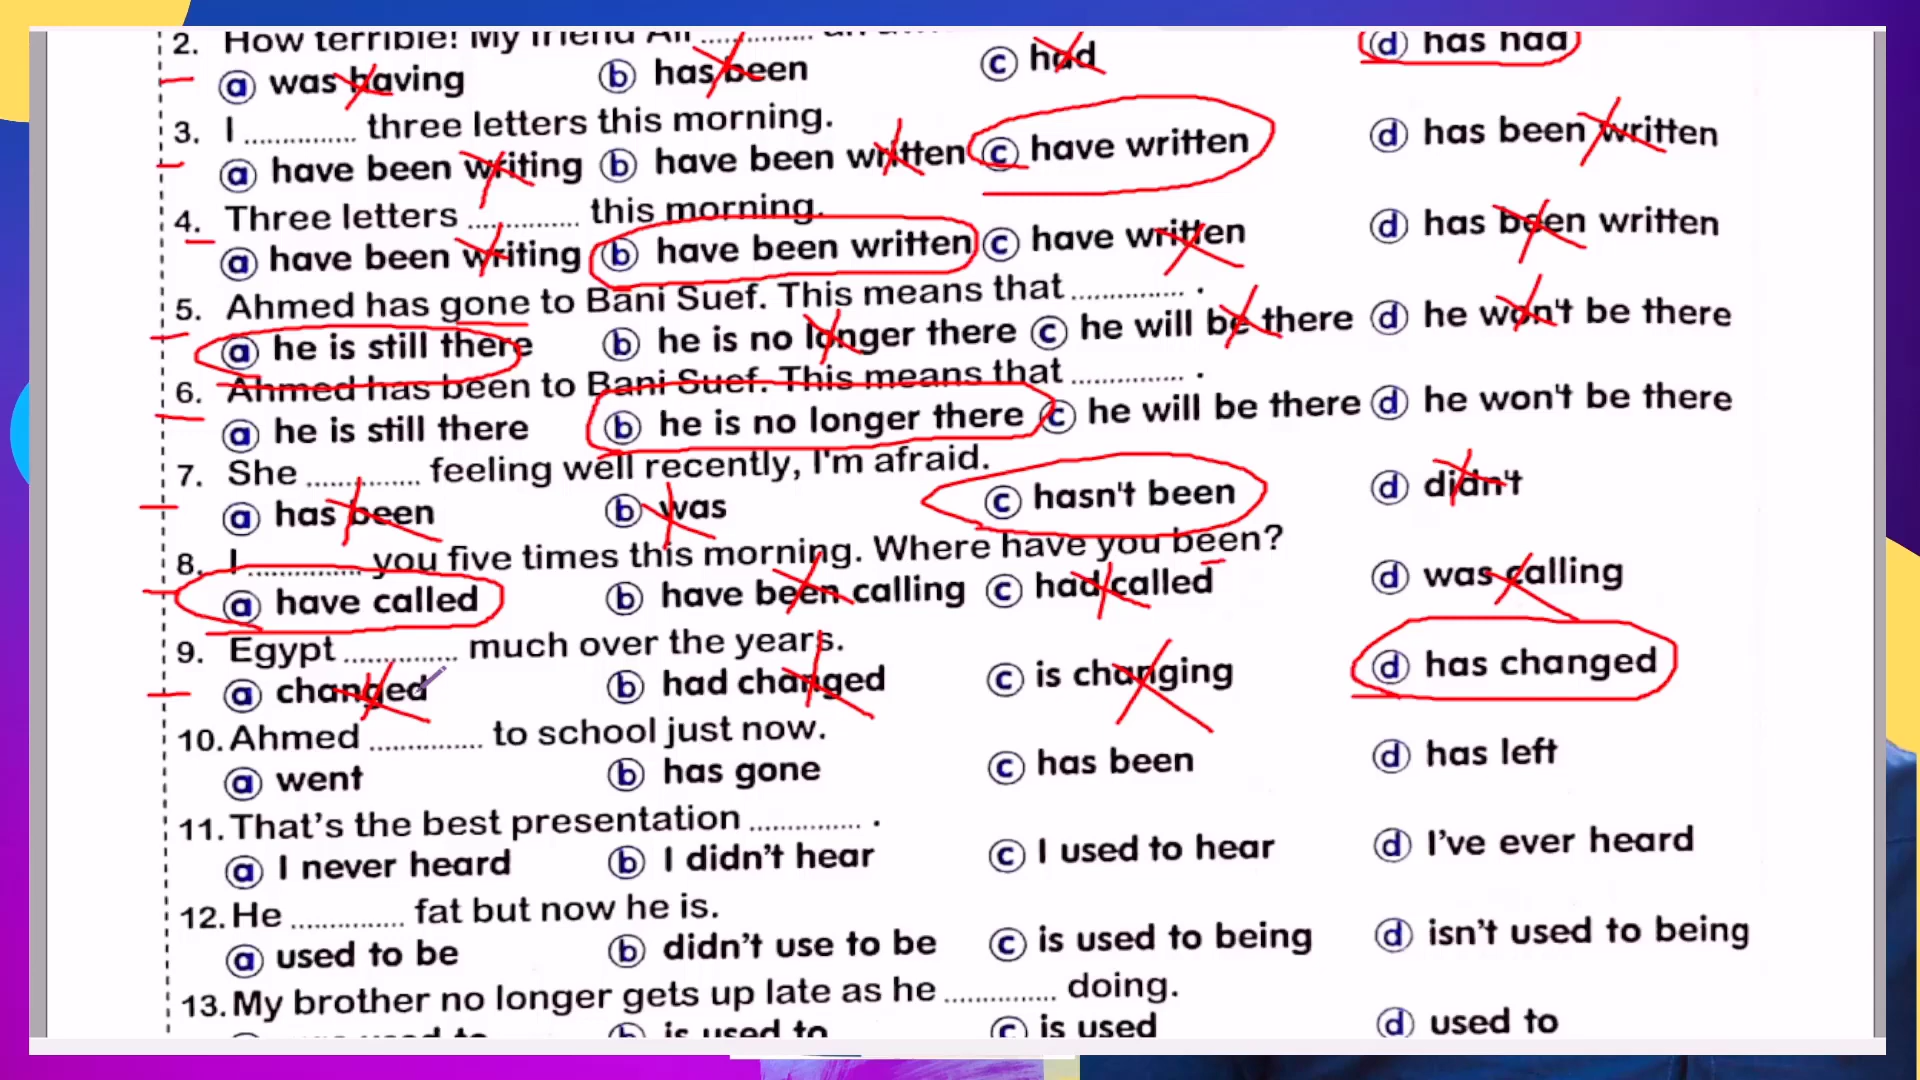 2. How terrible! My friend Ali ..............
a was having b has been c had d has had
3. I .............. three letters this morning.
a have been writing b have been written c have written d has been written
4. Three letters .............. this morning.
a have been writing b have been written c have written d has been written
5. Ahmed has gone to Bani Suef. This means that .............. .
a he is still there b he is no longer there c he will be there d he won't be there
6. Ahmed has been to Bani Suef. This means that .............. .
a he is still there b he is no longer there c he will be there d he won't be there
7. She .............. feeling well recently, I'm afraid.
a has been b was c hasn't been d didn't
8. I .............. you five times this morning. Where have you been?
a have called b have been calling c had called d was calling
9. Egypt .............. much over the years.
a changed b had changed c is changing d has changed
10. Ahmed .............. to school just now.
a went b has gone c has been d has left
11. That's the best presentation .............. .
a I never heard b I didn't hear c I used to hear d I've ever heard
12. He .............. fat but now he is.
a used to be b didn't use to be c is used to being d isn't used to being
13. My brother no longer gets up late as he .............. doing.
used to b is used to c is used d used to